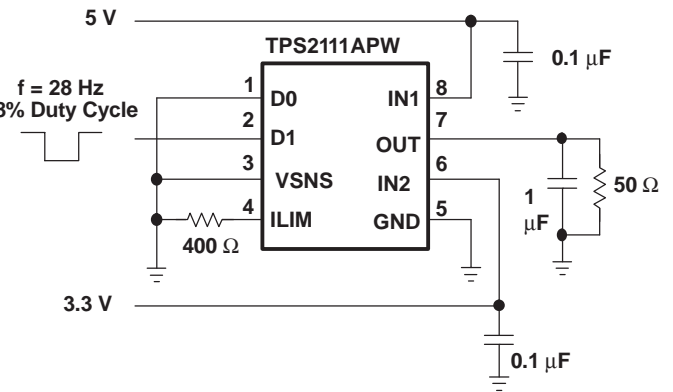 5 V
TPS2111APW
0.1 µF
f = 28 Hz
% Duty Cycle
1
D0
IN1
8
2
D1
7
OUT
3
VSNS
IN2
6
4
ILIM
GND
5
400 Ω
1
µF
50 Ω
3.3 V
0.1 µF